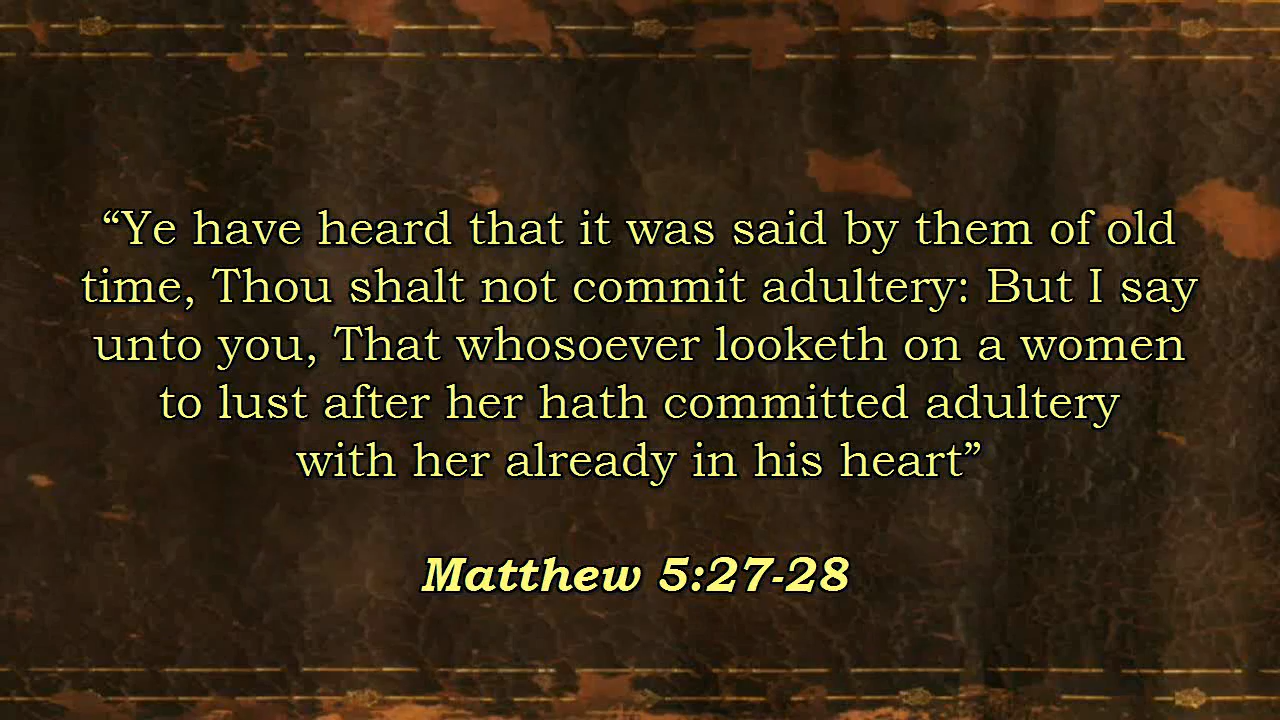 “Ye have heard that it was said by them of old
time, Thou shalt not commit adultery: But I say
unto you, That whosoever looketh on a women
to lust after her hath committed adultery
with her already in his heart”
Matthew 5:27-28